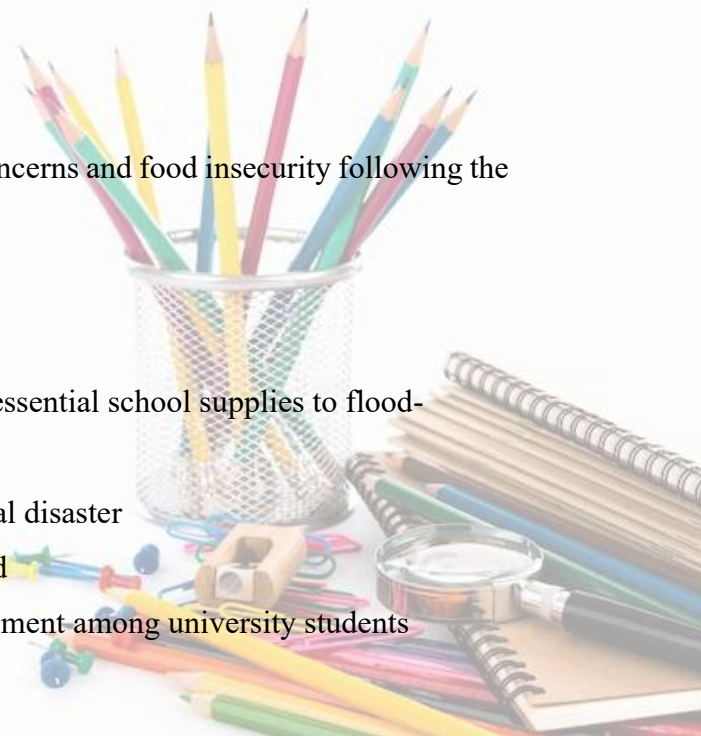 ncerns and food insecurity following the
essential school supplies to flood-
al disaster
d
ment among university students